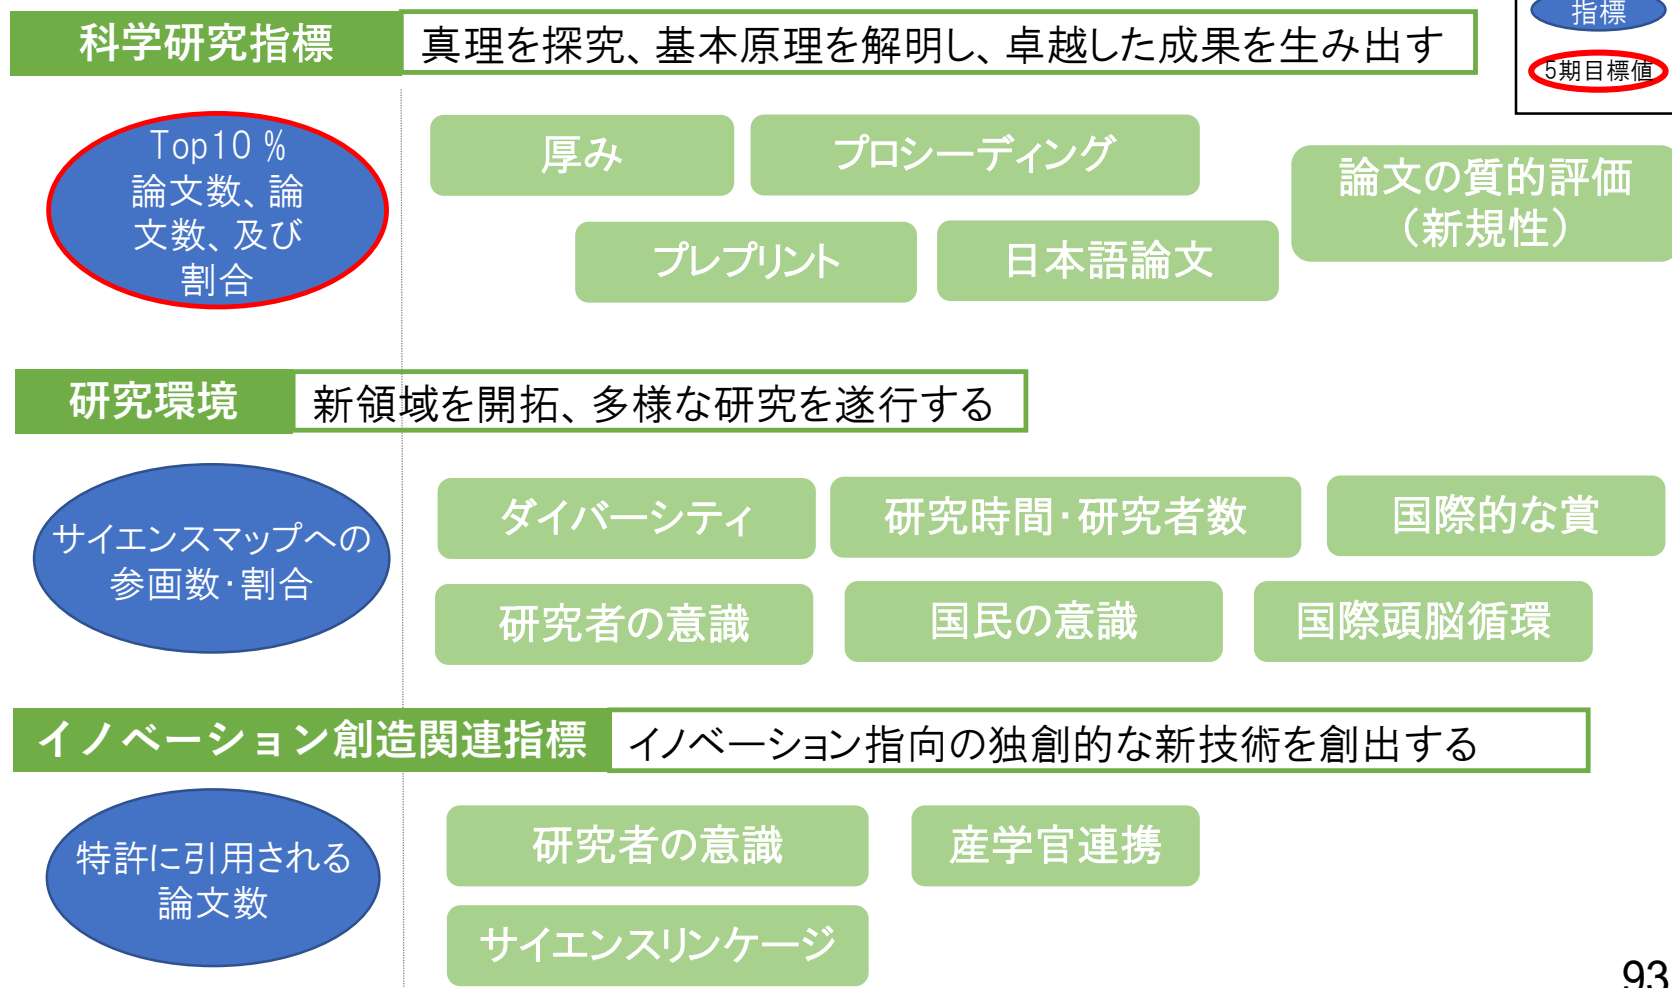 科学研究指標
真理を探究、基本原理を解明し、卓越した成果を生み出す
指標
5期目標値
Top10%
論文数、論
文数、及び
割合
厚み
プロシーディング
論文の質的評価
(新規性)
プレプリント
日本語論文
研究環境
新領域を開拓、多様な研究を遂行する
サイエンスマップへの
参画数・割合
ダイバーシティ
研究時間・研究者数
国際的な賞
研究者の意識
国民の意識
国際頭脳循環
イノベーション創造関連指標
イノベーション指向の独創的な新技術を創出する
特許に引用される
論文数
研究者の意識
産学官連携
サイエンスリンケージ
93